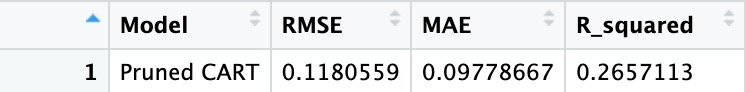 Model RMSE MAE R_squared
1 Pruned CART 0.1180559 0.09778667 0.2657113